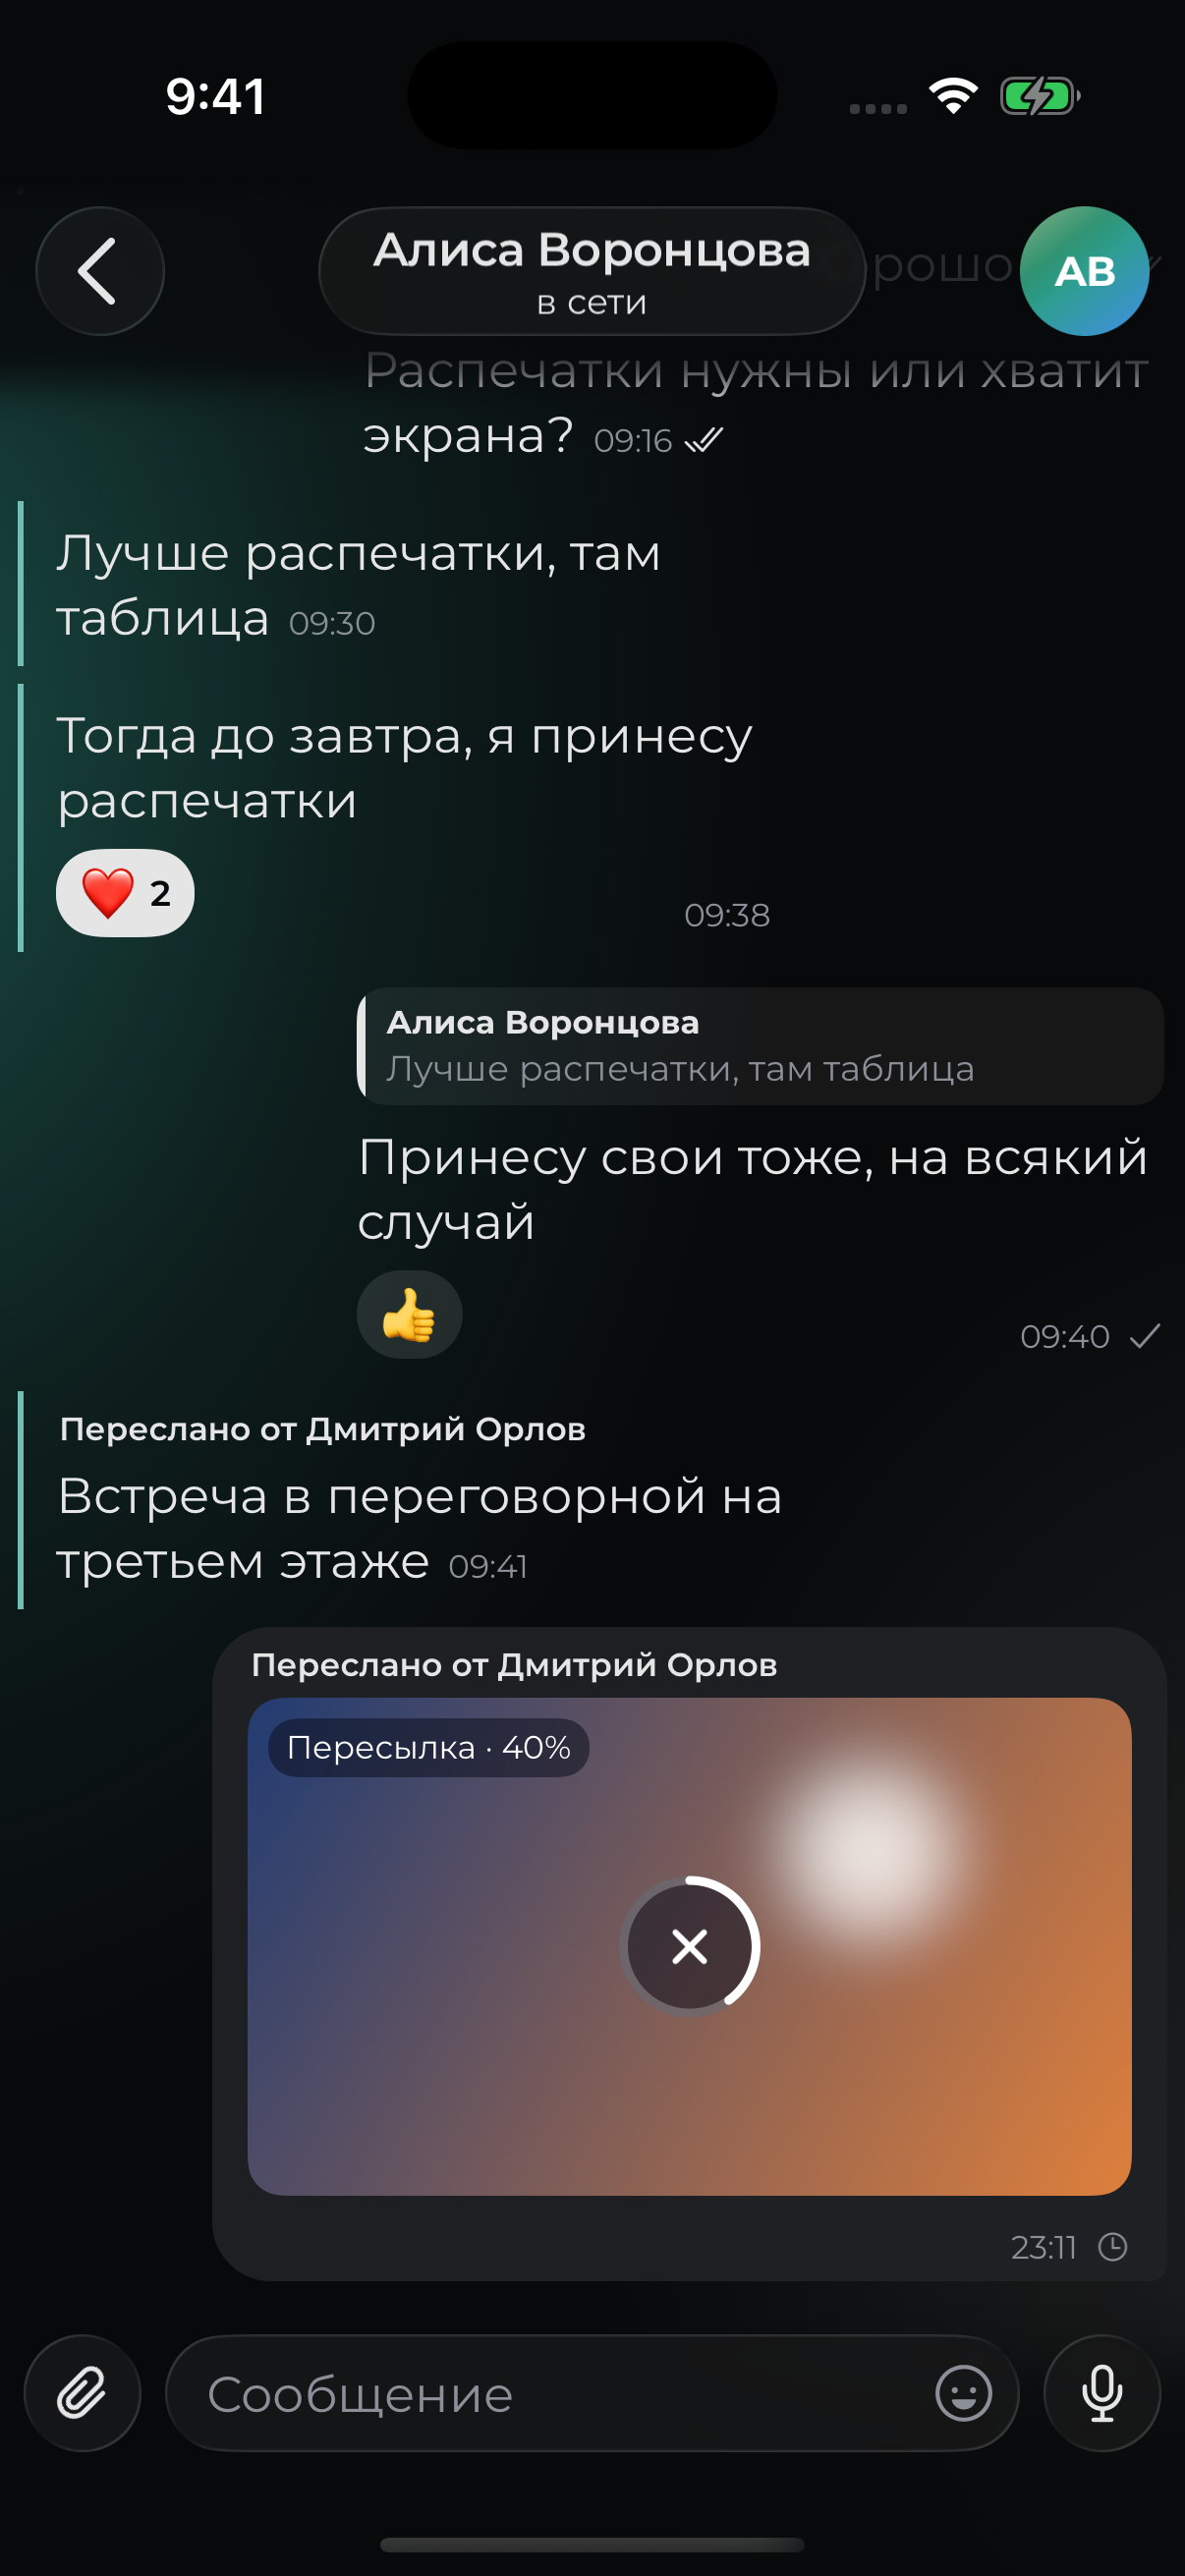 9:41
Алиса Воронцова
в сети
АВ
Распечатки нужны или хватит
экрана? 09:16
Лучше распечатки, там
таблица 09:30
Тогда до завтра, я принесу
распечатки
2
09:38
Алиса Воронцова
Лучше распечатки, там таблица
Принесу свои тоже, на всякий
случай
09:40
Переслано от Дмитрий Орлов
Встреча в переговорной на
третьем этаже 09:41
Переслано от Дмитрий Орлов
Пересылка · 40%
23:11
Сообщение